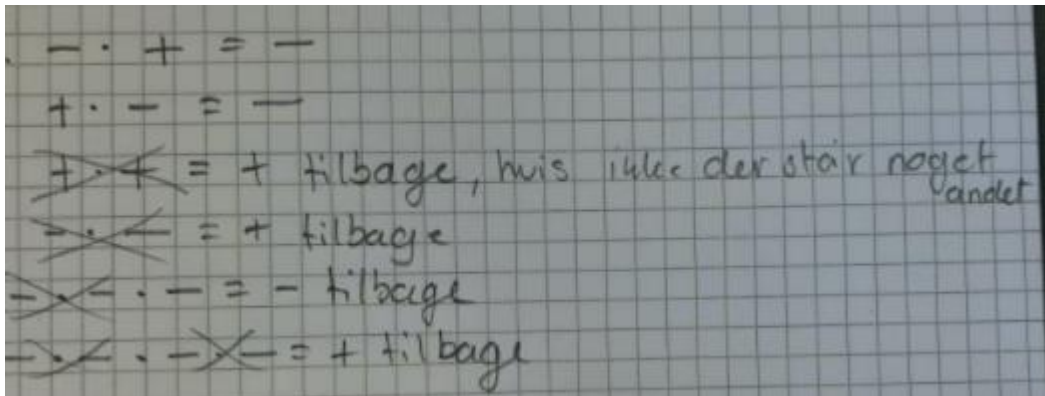 - · + = -
+ · - = -
+ · + = + tilbage, hvis ikke der står noget andet
- · - = + tilbage
- · - · - = - tilbage
- · - · - · - = + tilbage